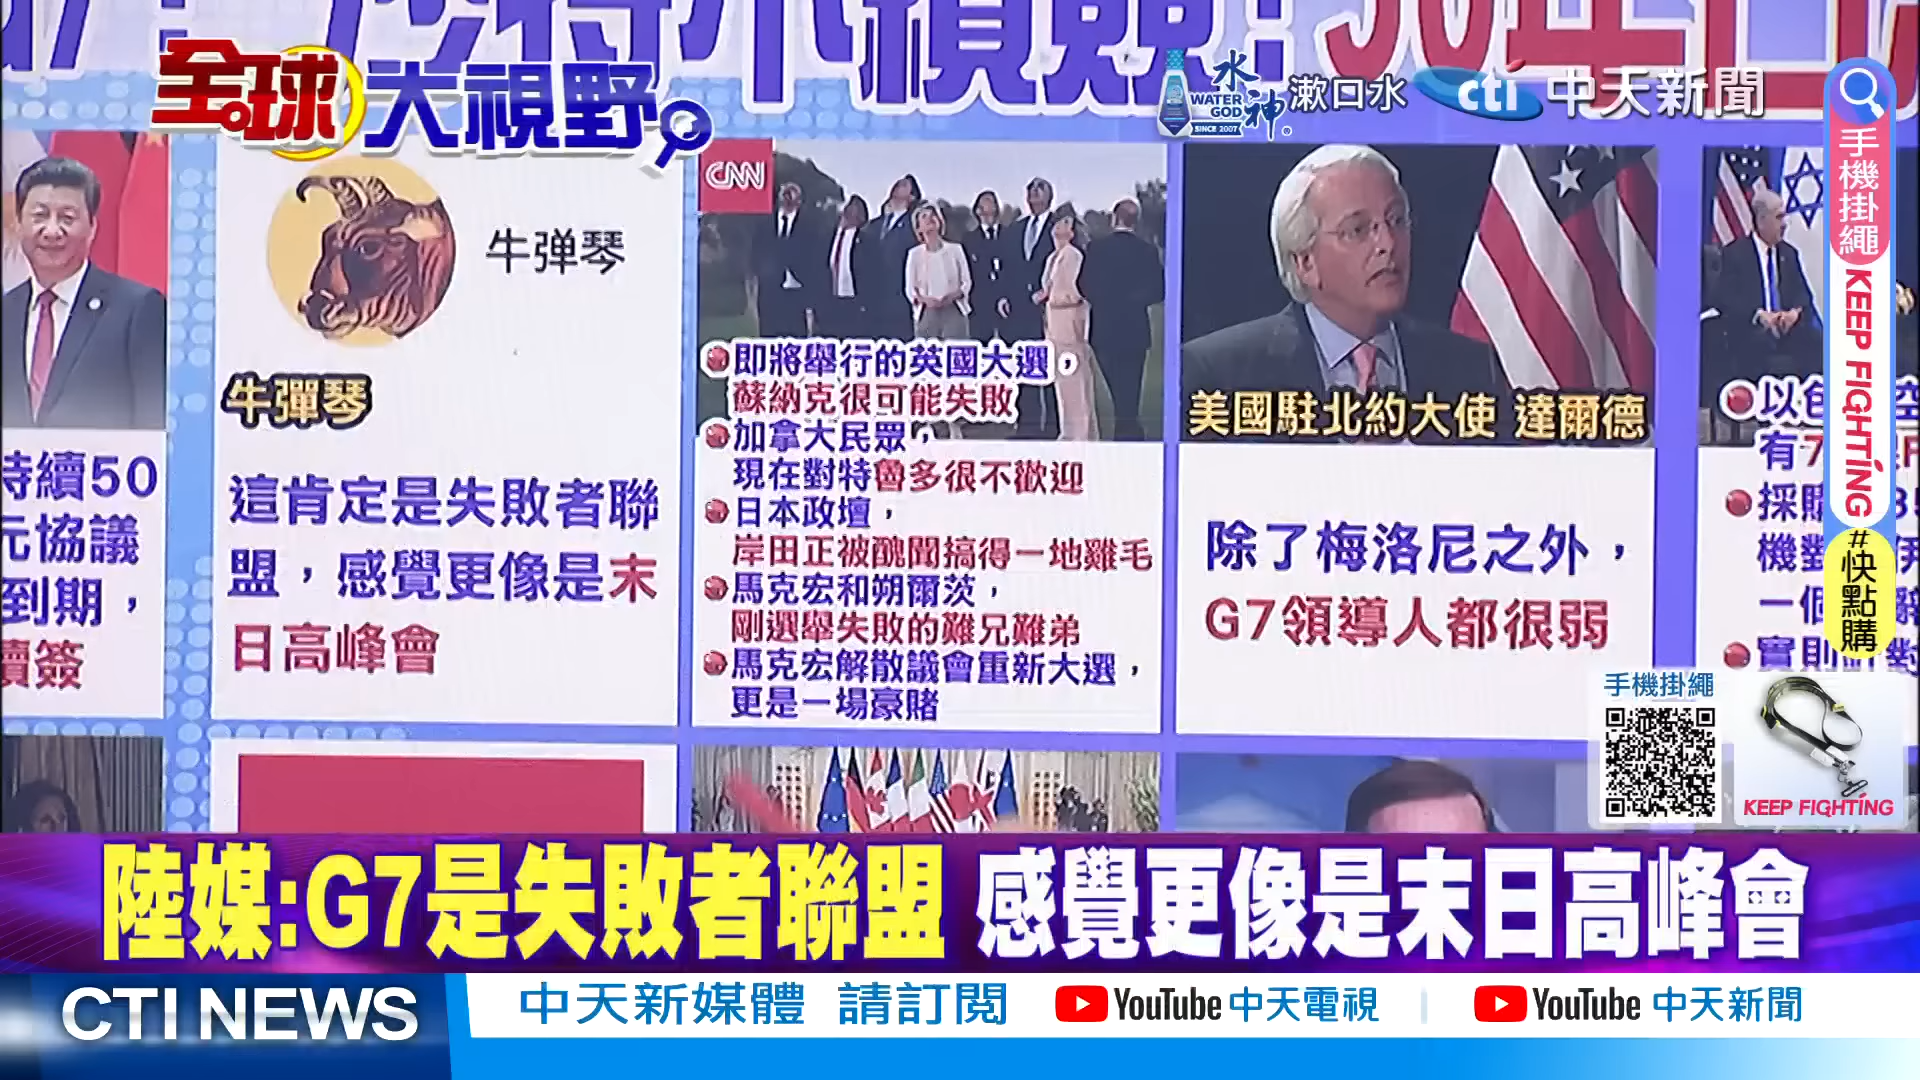 全球大視野
水神
WATER GOD
SINCE 2007
漱口水
cti 中天新聞
手機掛繩
KEEP FIGHTING
#快點購
持續50
元協議
到期，
續簽
牛弹琴
牛彈琴
這肯定是失敗者聯
盟，感覺更像是末
日高峰會
CNN
即將舉行的英國大選，
蘇納克很可能失敗
加拿大民眾，
現在對特魯多很不歡迎
日本政壇，
岸田正被醜聞搞得一地雞毛
馬克宏和朔爾茨，
剛選舉失敗的難兄難弟
馬克宏解散議會重新大選，
更是一場豪賭
美國駐北約大使 達爾德
除了梅洛尼之外，
G7領導人都很弱
手機掛繩
KEEP FIGHTING
陸媒:G7是失敗者聯盟 感覺更像是末日高峰會
CTI NEWS
中天新媒體 請訂閱
YouTube 中天電視
YouTube 中天新聞